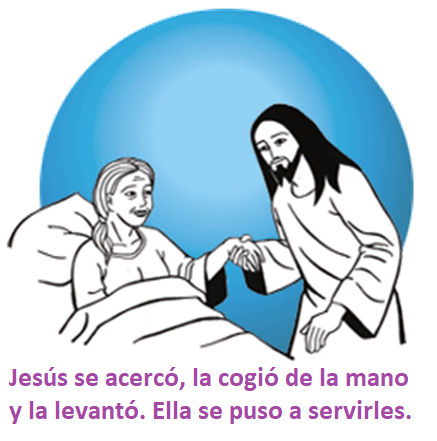 Jesús se acercó, la cogió de la mano
y la levantó. Ella se puso a servirles.